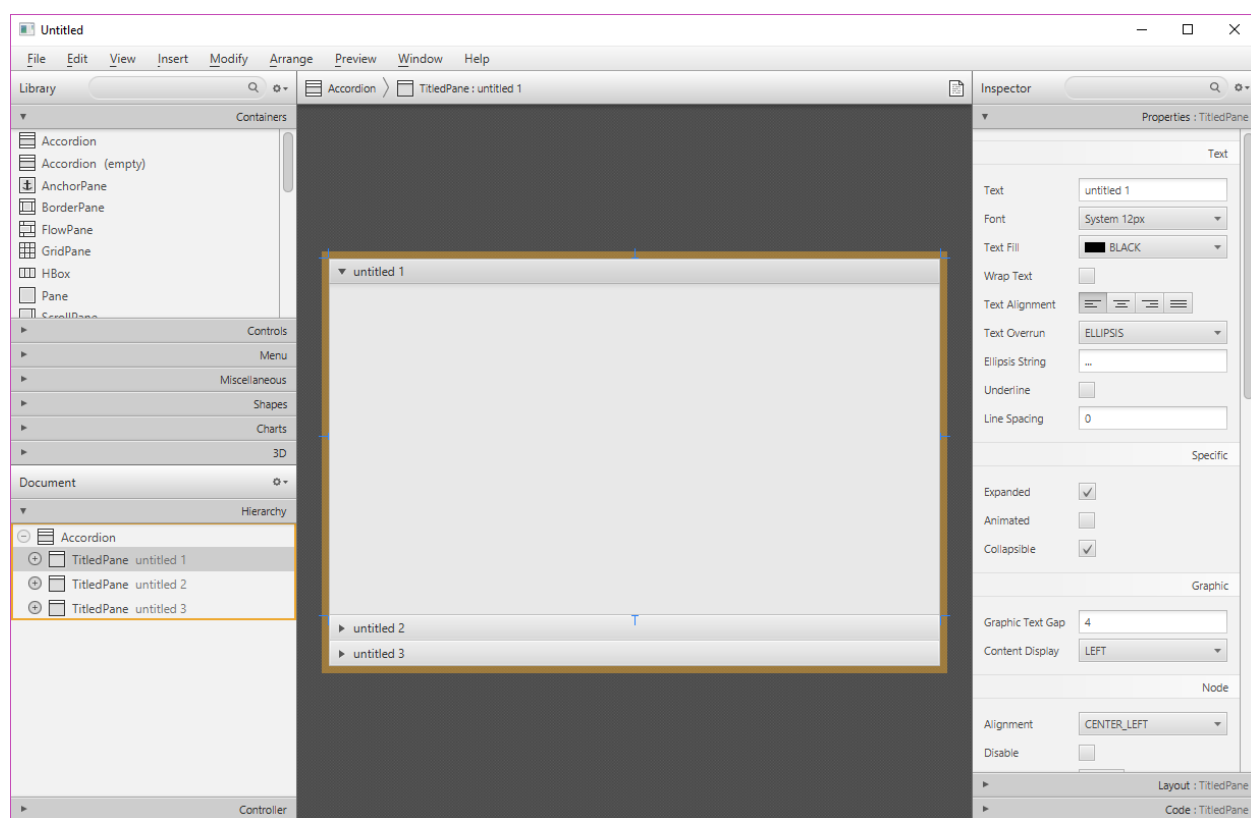 Untitled
File Edit View Insert Modify Arrange Preview Window Help
Library
Containers
Accordion
Accordion (empty)
AnchorPane
BorderPane
FlowPane
GridPane
HBox
Pane
ScrollPane
Controls
Menu
Miscellaneous
Shapes
Charts
3D
Document
Hierarchy
Accordion
TitledPane untitled 1
TitledPane untitled 2
TitledPane untitled 3
Controller
Accordion TitledPane : untitled 1
untitled 1
untitled 2
untitled 3
Inspector
Properties : TitledPane
Text
Text untitled 1
Font System 12px
Text Fill BLACK
Wrap Text
Text Alignment
Text Overrun ELLIPSIS
Ellipsis String ...
Underline
Line Spacing 0
Specific
Expanded
Animated
Collapsible
Graphic
Graphic Text Gap 4
Content Display LEFT
Node
Alignment CENTER_LEFT
Disable
Layout : TitledPane
Code : TitledPane